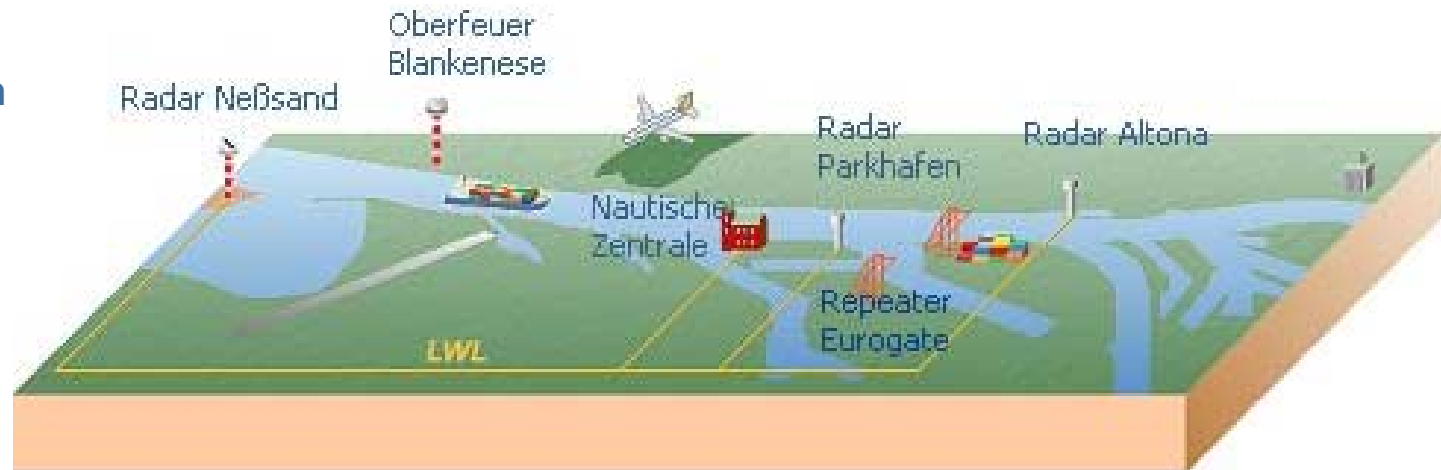 Oberfeuer
Blankenese
Radar Neßsand
Radar
Parkhafen
Radar Altona
Nautische
Zentrale
Repeater
Eurogate
LWL